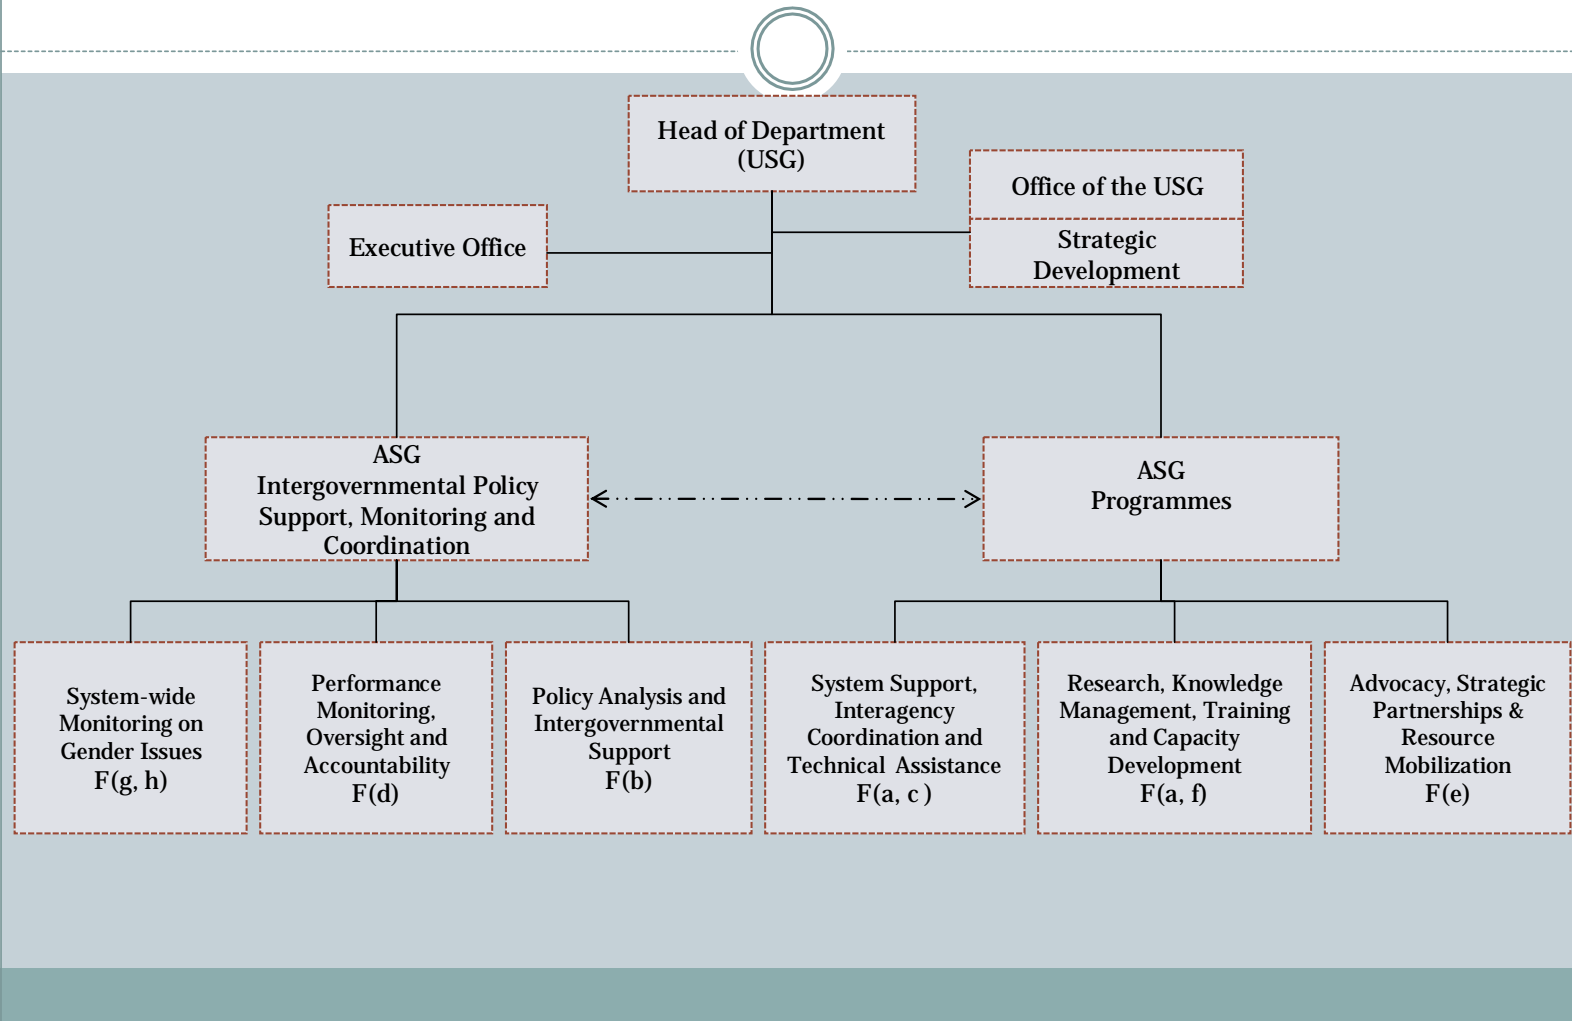 Head of Department
(USG)
Office of the USG
Strategic
Development
Executive Office
ASG
Intergovernmental Policy
Support, Monitoring and
Coordination
ASG
Programmes
System-wide
Monitoring on
Gender Issues
F(g, h)
Performance
Monitoring,
Oversight and
Accountability
F(d)
Policy Analysis and
Intergovernmental
Support
F(b)
System Support,
Interagency
Coordination and
Technical Assistance
F(a, c )
Research, Knowledge
Management, Training
and Capacity
Development
F(a, f)
Advocacy, Strategic
Partnerships &
Resource
Mobilization
F(e)